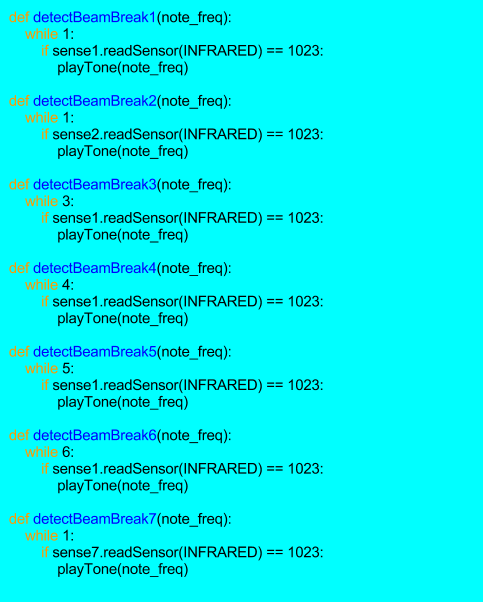 def detectBeamBreak1(note_freq):
while 1:
if sense1.readSensor(INFRARED) == 1023:
playTone(note_freq)
def detectBeamBreak2(note_freq):
while 1:
if sense2.readSensor(INFRARED) == 1023:
playTone(note_freq)
def detectBeamBreak3(note_freq):
while 3:
if sense1.readSensor(INFRARED) == 1023:
playTone(note_freq)
def detectBeamBreak4(note_freq):
while 4:
if sense1.readSensor(INFRARED) == 1023:
playTone(note_freq)
def detectBeamBreak5(note_freq):
while 5:
if sense1.readSensor(INFRARED) == 1023:
playTone(note_freq)
def detectBeamBreak6(note_freq):
while 6:
if sense1.readSensor(INFRARED) == 1023:
playTone(note_freq)
def detectBeamBreak7(note_freq):
while 1:
if sense7.readSensor(INFRARED) == 1023:
playTone(note_freq)